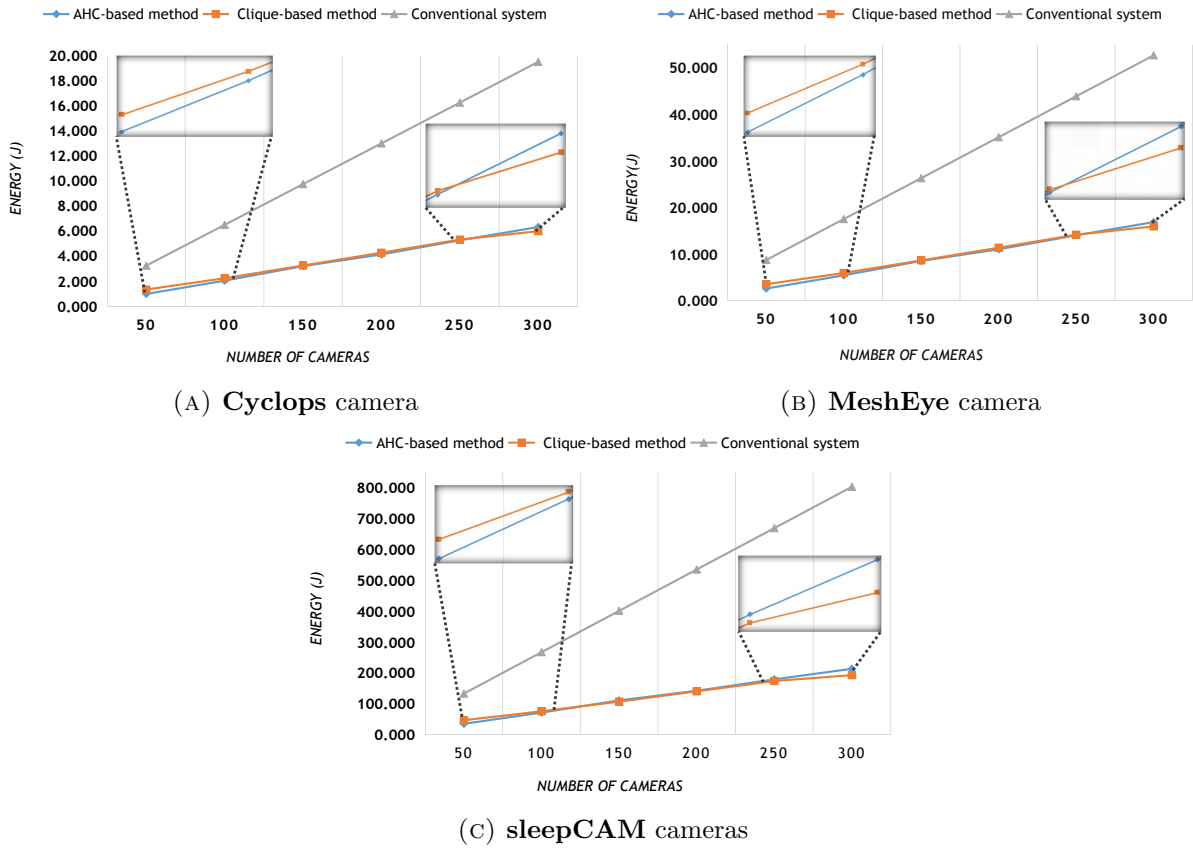 AHC-based method Clique-based method Conventional system
20.000
18.000
16.000
14.000
12.000
10.000
8.000
6.000
4.000
2.000
0.000
ENERGY (J)
50 100 150 200 250 300
NUMBER OF CAMERAS
(A) Cyclops camera
AHC-based method Clique-based method Conventional system
50.000
40.000
30.000
20.000
10.000
0.000
ENERGY(J)
50 100 150 200 250 300
NUMBER OF CAMERAS
(B) MeshEye camera
AHC-based method Clique-based method Conventional system
800.000
700.000
600.000
500.000
400.000
300.000
200.000
100.000
0.000
ENERGY (J)
50 100 150 200 250 300
NUMBER OF CAMERAS
(C) sleepCAM cameras